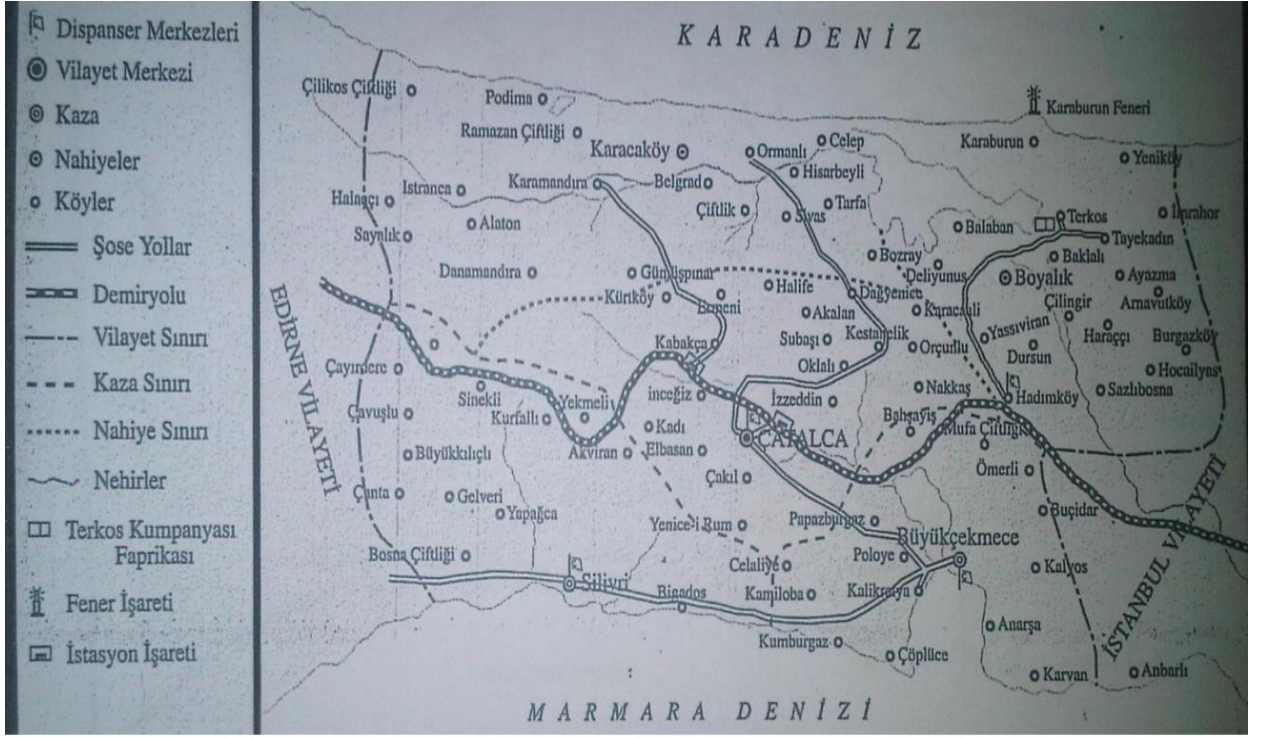 Dispanser Merkezleri
Vilayet Merkezi
Kaza
Nahiyeler
Köyler
Şose Yollar
Demiryolu
Vilayet Sınırı
Kaza Sınırı
Nahiye Sınırı
Nehirler
Terkos Kumpanyası
Faprikası
Fener İşareti
İstasyon İşareti
KARADENİZ
Çilikos Çiftliği
Podima
Karaburun Feneri
Ramazan Çiftliği
Karacaköy
Ormanlı
Celep
Karaburun
Yeniköy
Hisarbeyli
Istranca
Karamandıra
Belgrad
Halaçcı
Çiftlik
Sivas
Tarfa
Terkos
İmrahor
Alaton
Balaban
Tayekadın
Saynlık
Bozray
Baklalı
Danamandıra
Gümüşpınar
Deliyunus
Boyalık
Ayazma
Kürtköy
Ermeni
Halife
Dağyenice
Arnavutköy
Çilingir
Akalan
Karacaali
Haraççı
Burgazköy
Kabakça
Subaşı
Kestanelik
Orçunlu
Yassıviran
Dursun
Çayırdere
Oklalı
Hocailyas
Sinekli
inceğiz
İzzeddin
Nakkaş
Hadımköy
Sazlıbosna
EDİRNE VİLAYETİ
Çavuşlu
Kurfallı
Yekmeli
Kadı
ÇATALCA
Bahşayiş
Mufa Çiftliği
Büyükkılıçlı
Akviran
Elbasan
Çakıl
Ömerli
Çanta
Gelveri
Yapağca
Yenice-i Rum
Papazburgaz
Buçidar
Büyükçekmece
Bosna Çiftliği
Celaliye
Poloye
Kalyos
Silivri
Bigados
Kamiloba
Kalikratya
İSTANBUL VİLAYETİ
Kumburgaz
Anarşa
Çöplüce
Karvan
Anbarlı
MARMARA DENİZİ